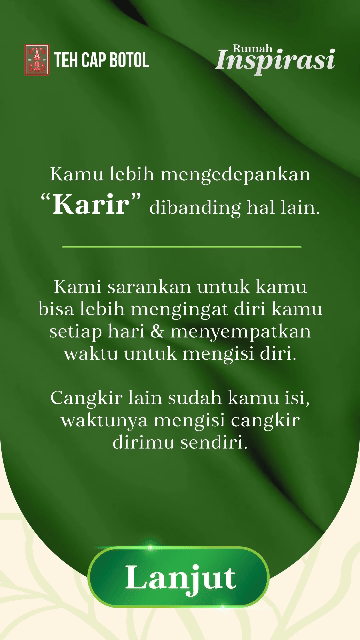 TEH CAP BOTOL
Rumah
Inspirasi
Kamu lebih mengedepankan
“Karir” dibanding hal lain.
Kami sarankan untuk kamu
bisa lebih mengingat diri kamu
setiap hari & menyempatkan
waktu untuk mengisi diri.
Cangkir lain sudah kamu isi,
waktunya mengisi cangkir
dirimu sendiri.
Lanjut